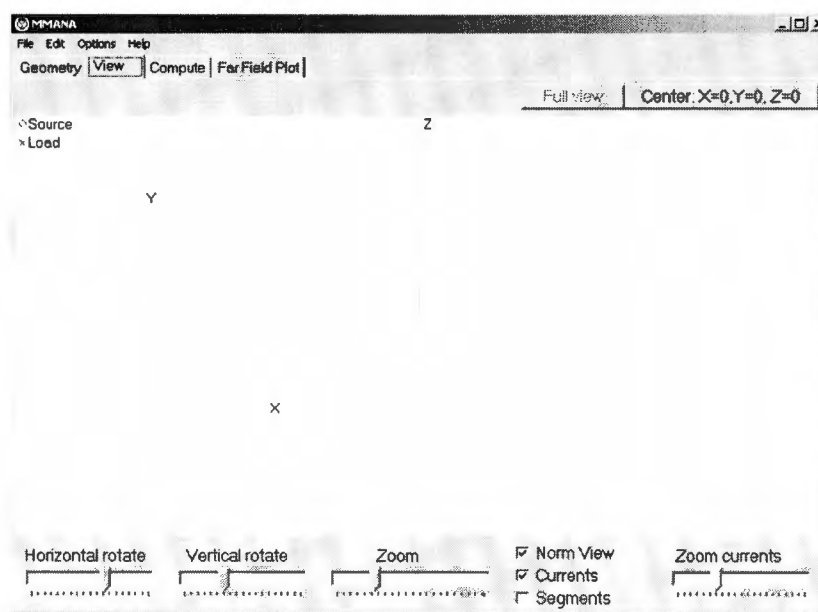 MMANA
File Edit Options Help
Geometry View Compute Far Field Plot
Full view Center: X=0,Y=0, Z=0
◇Source
×Load
Z
Y
X
Horizontal rotate Vertical rotate Zoom Norm View Zoom currents
Currents
Segments